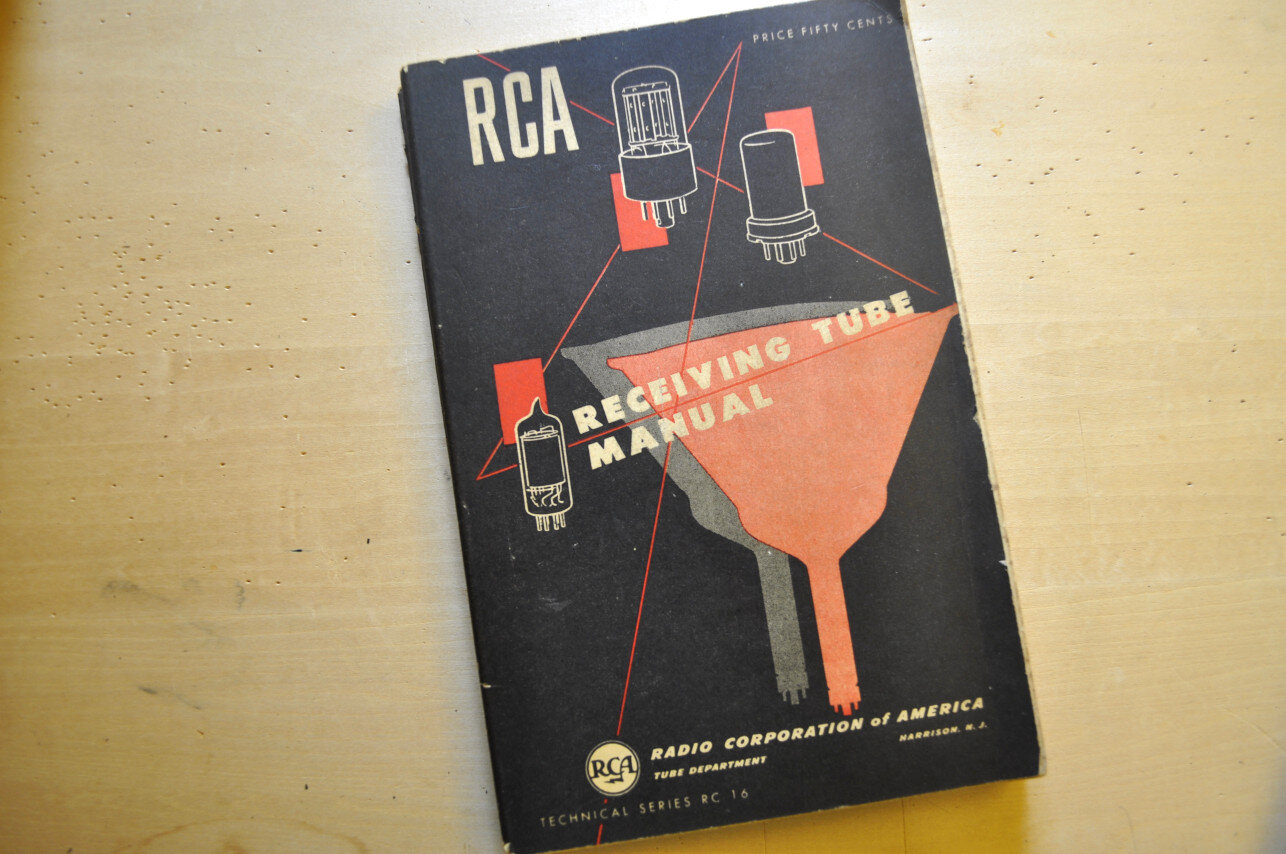 PRICE FIFTY CENTS
RCA
RECEIVING TUBE
MANUAL
RCA
RADIO CORPORATION of AMERICA
TUBE DEPARTMENT
HARRISON, N. J.
TECHNICAL SERIES RC 16